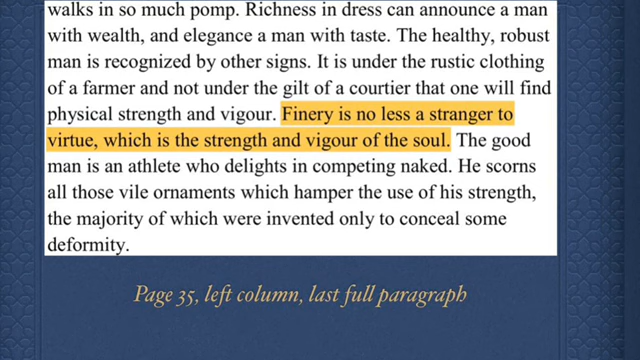 walks in so much pomp. Richness in dress can announce a man
with wealth, and elegance a man with taste. The healthy, robust
man is recognized by other signs. It is under the rustic clothing
of a farmer and not under the gilt of a courtier that one will find
physical strength and vigour. Finery is no less a stranger to
virtue, which is the strength and vigour of the soul. The good
man is an athlete who delights in competing naked. He scorns
all those vile ornaments which hamper the use of his strength,
the majority of which were invented only to conceal some
deformity.
Page 35, left column, last full paragraph